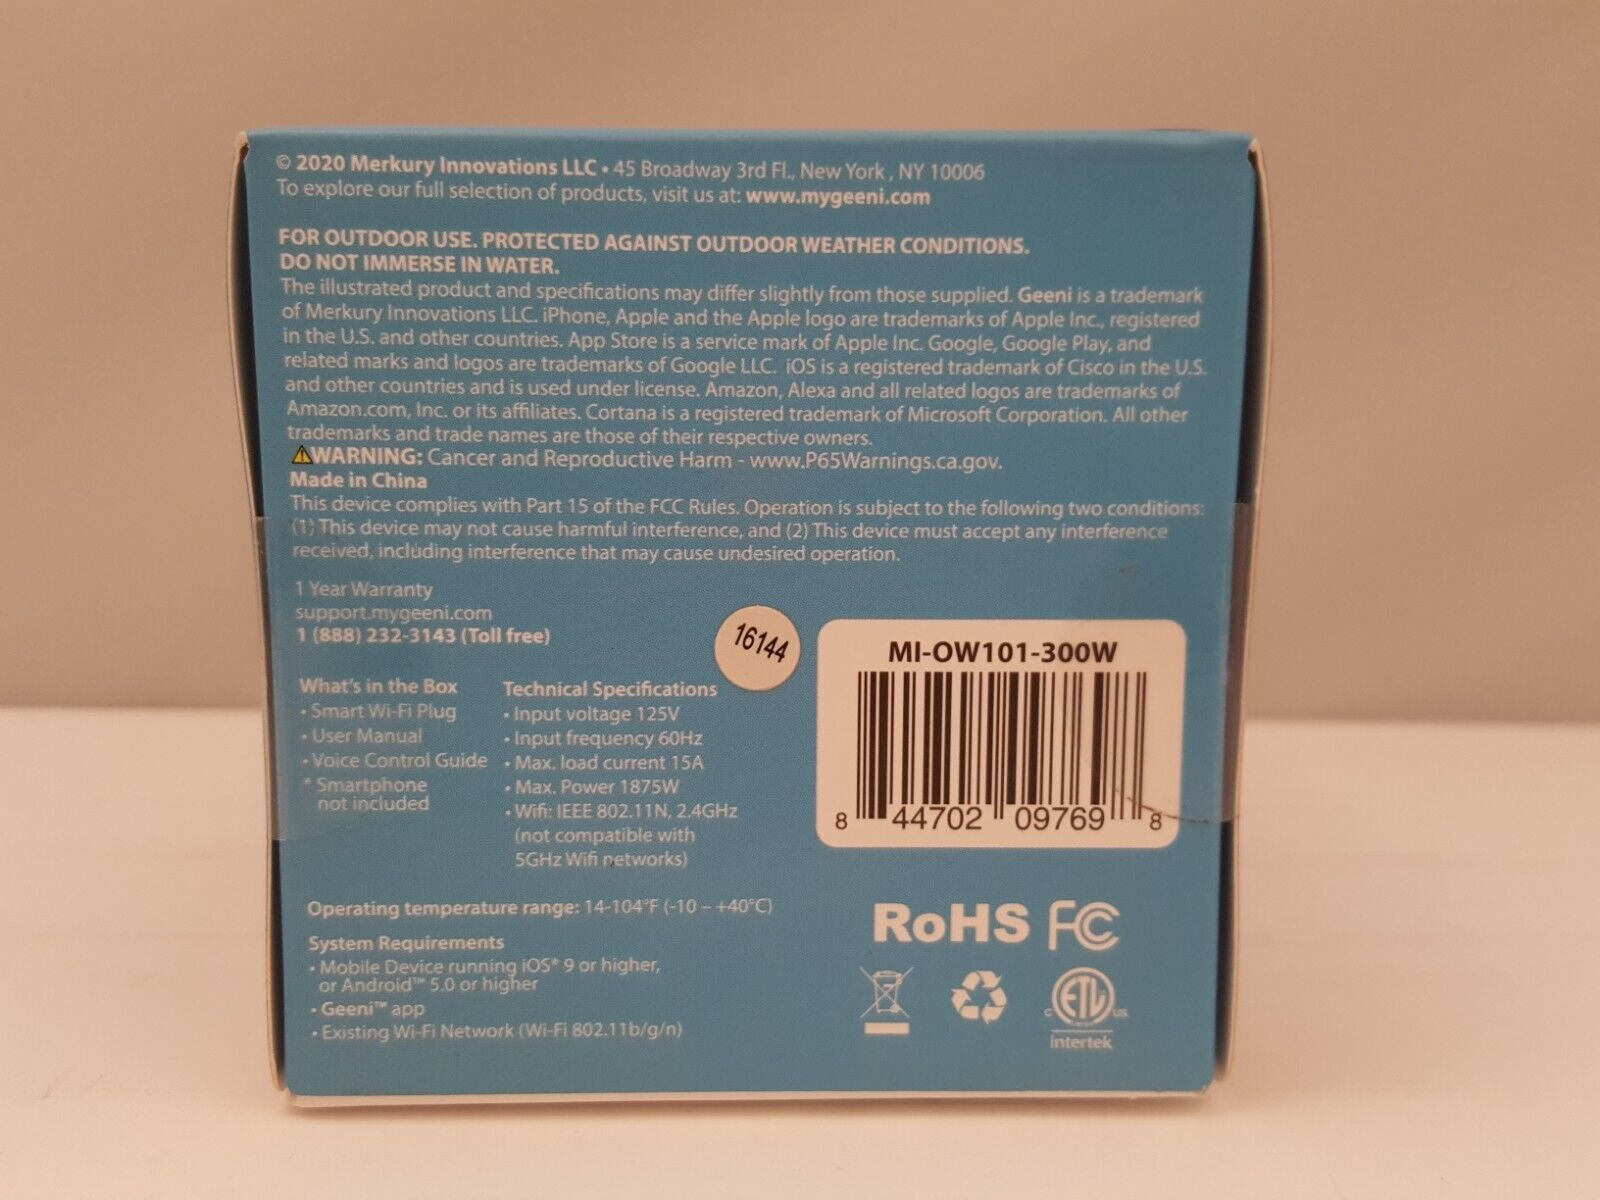 © 2020 Merkury Innovations LLC • 45 Broadway 3rd Fl., New York , NY 10006
To explore our full selection of products, visit us at: www.mygeeni.com
FOR OUTDOOR USE. PROTECTED AGAINST OUTDOOR WEATHER CONDITIONS.
DO NOT IMMERSE IN WATER.
The illustrated product and specifications may differ slightly from those supplied. Geeni is a trademark
of Merkury Innovations LLC. iPhone, Apple and the Apple logo are trademarks of Apple Inc., registered
in the U.S. and other countries. App Store is a service mark of Apple Inc. Google, Google Play, and
related marks and logos are trademarks of Google LLC. iOS is a registered trademark of Cisco in the U.S.
and other countries and is used under license. Amazon, Alexa and all related logos are trademarks of
Amazon.com, Inc. or its affiliates. Cortana is a registered trademark of Microsoft Corporation. All other
trademarks and trade names are those of their respective owners.
⚠WARNING: Cancer and Reproductive Harm - www.P65Warnings.ca.gov.
Made in China
This device complies with Part 15 of the FCC Rules. Operation is subject to the following two conditions:
(1) This device may not cause harmful interference, and (2) This device must accept any interference
received, including interference that may cause undesired operation.
1 Year Warranty
support.mygeeni.com
1 (888) 232-3143 (Toll free)
16144
What's in the Box
• Smart Wi-Fi Plug
• User Manual
• Voice Control Guide
* Smartphone
not included
Technical Specifications
• Input voltage 125V
• Input frequency 60Hz
• Max. load current 15A
• Max. Power 1875W
• Wifi: IEEE 802.11N, 2.4GHz
(not compatible with
5GHz Wifi networks)
MI-OW101-300W
8 44702 09769 8
Operating temperature range: 14-104°F (-10 – +40°C)
System Requirements
• Mobile Device running iOS® 9 or higher,
or Android™ 5.0 or higher
• Geeni™ app
• Existing Wi-Fi Network (Wi-Fi 802.11b/g/n)
RoHS FC
c ETL us
Intertek